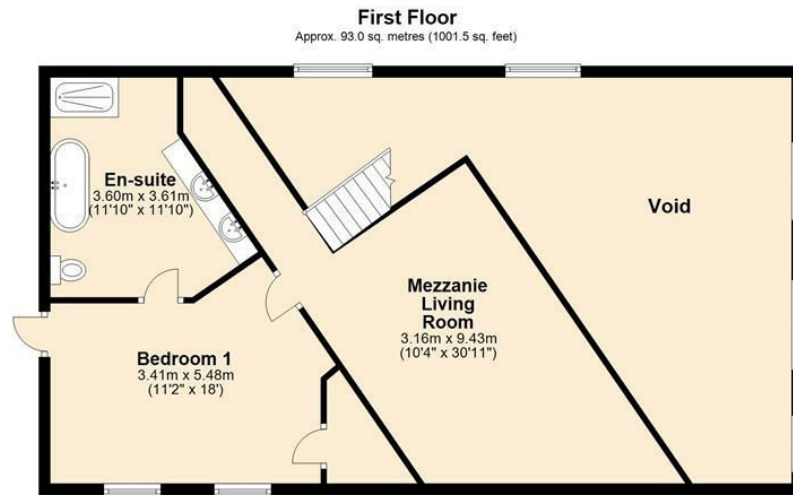 First Floor
Approx. 93.0 sq. metres (1001.5 sq. feet)
En-suite
3.60m x 3.61m
(11'10" x 11'10")
Void
Mezzanie
Living
Room
3.16m x 9.43m
(10'4" x 30'11")
Bedroom 1
3.41m x 5.48m
(11'2" x 18')